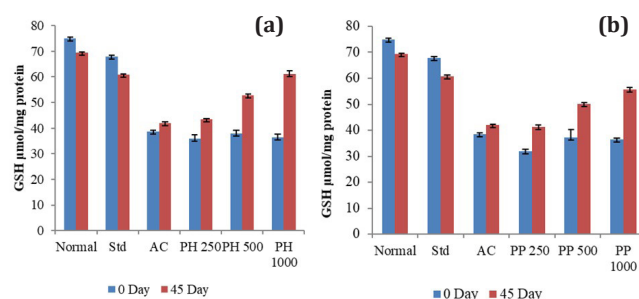 (a)
GSH µmol/mg protein
80
70
60
50
40
30
20
10
0
Normal Std AC PH 250 PH 500 PH 1000
0 Day 45 Day
(b)
GSH µmol/mg protein
80
70
60
50
40
30
20
10
0
Normal Std AC PP 250 PP 500 PP 1000
0 Day 45 Day